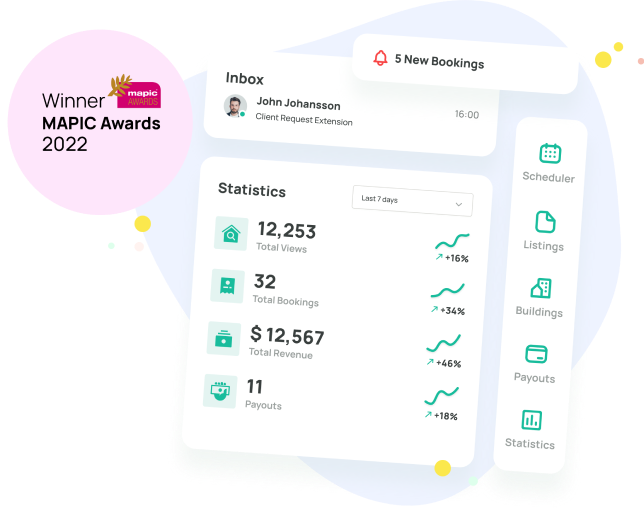 5 New Bookings
Winner
mapic
AWARDS
MAPIC Awards
2022
Inbox
John Johansson
Client Request Extension
16:00
Statistics
Last 7 days
12,253
Total Views
+16%
32
Total Bookings
+34%
$ 12,567
Total Revenue
+46%
11
Payouts
+18%
Scheduler
Listings
Buildings
Payouts
Statistics